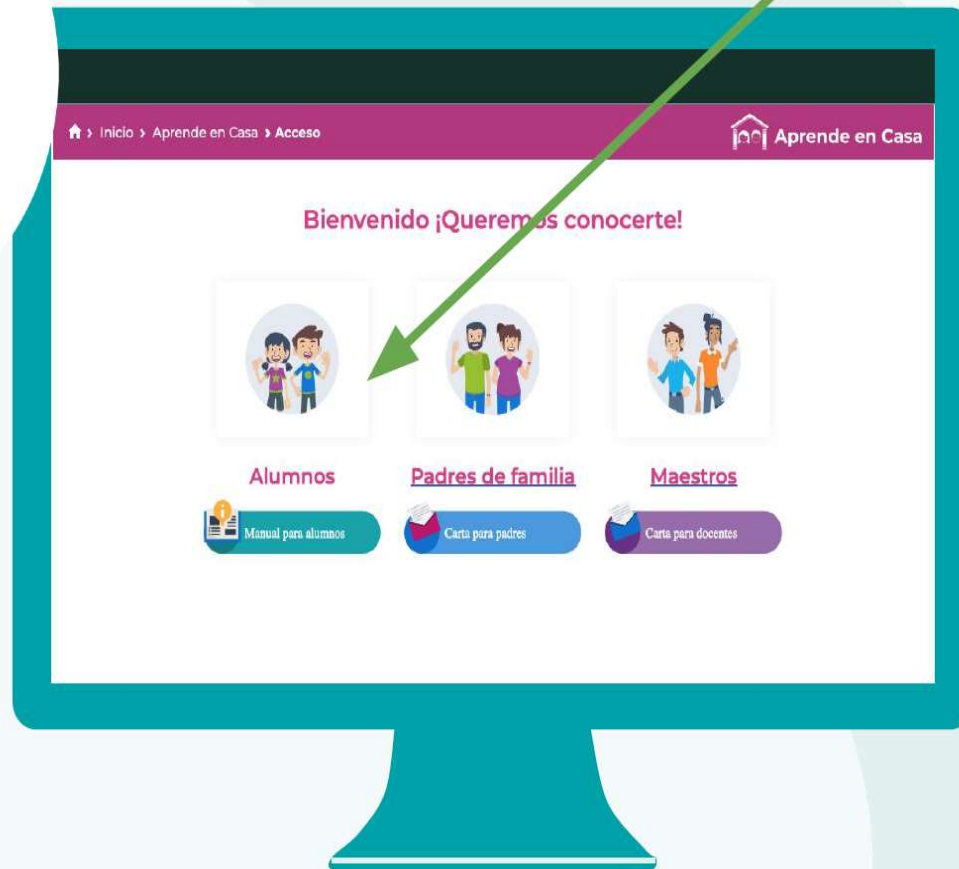 Inicio › Aprende en Casa › Acceso
Aprende en Casa
Bienvenido ¡Queremos conocerte!
Alumnos
Padres de familia
Maestros
Manual para alumnos
Carta para padres
Carta para docentes